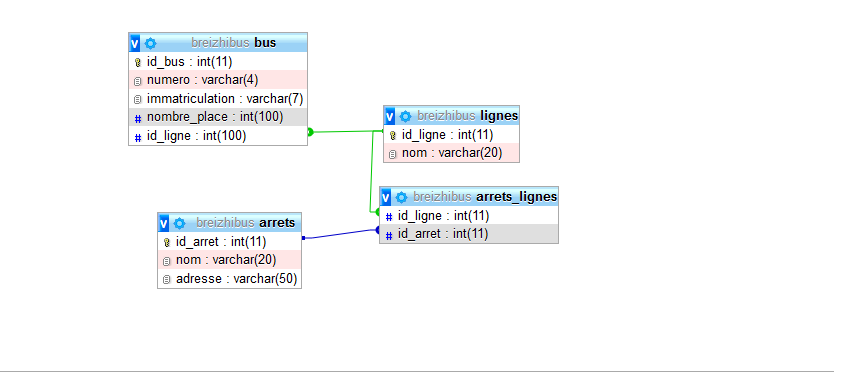 v breizhibus bus
id_bus : int(11)
numero : varchar(4)
immatriculation : varchar(7)
# nombre_place : int(100)
# id_ligne : int(100)
v breizhibus lignes
id_ligne : int(11)
nom : varchar(20)
v breizhibus arrets_lignes
# id_ligne : int(11)
# id_arret : int(11)
v breizhibus arrets
id_arret : int(11)
nom : varchar(20)
adresse : varchar(50)